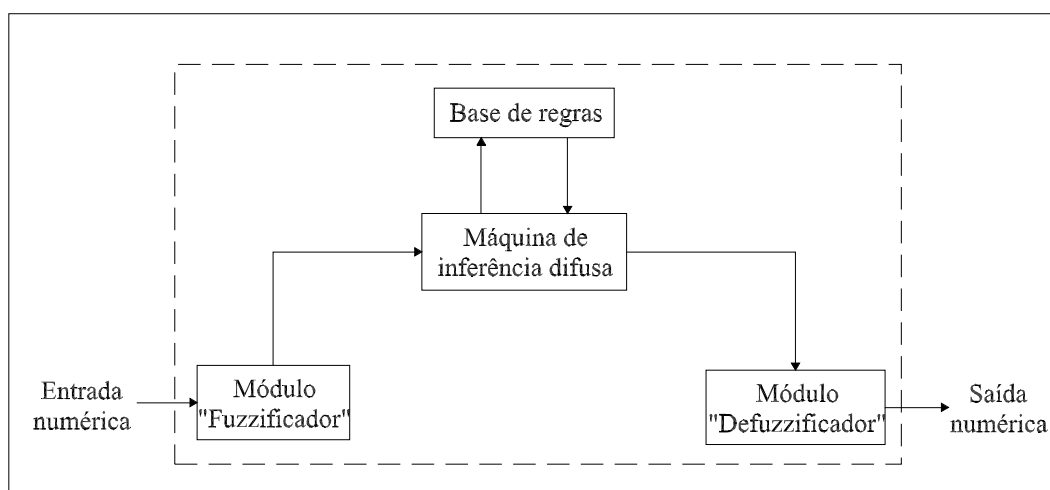 Base de regras
Máquina de
inferência difusa
Entrada
numérica
Módulo
"Fuzzificador"
Módulo
"Defuzzificador"
Saída
numérica